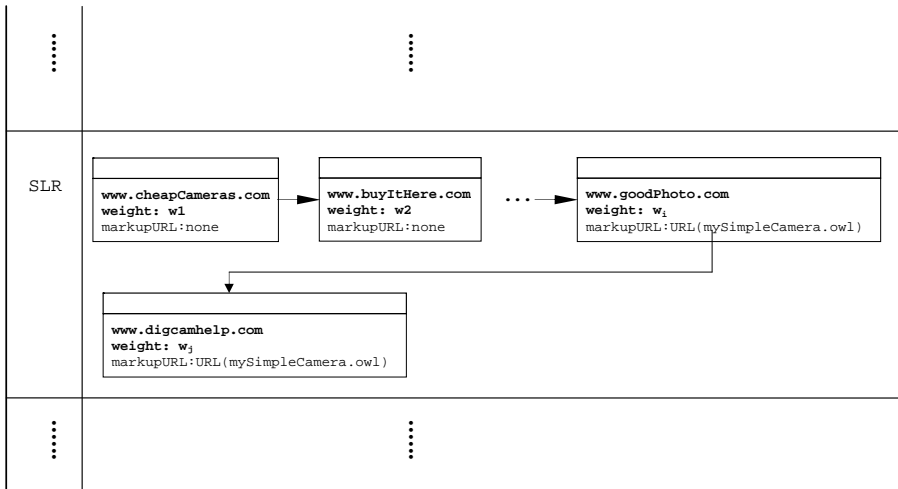 SLR
www.cheapCameras.com
weight: w1
markupURL:none
www.buyItHere.com
weight: w2
markupURL:none
...
www.goodPhoto.com
weight: wᵢ
markupURL:URL(mySimpleCamera.owl)
www.digcamhelp.com
weight: wⱼ
markupURL:URL(mySimpleCamera.owl)